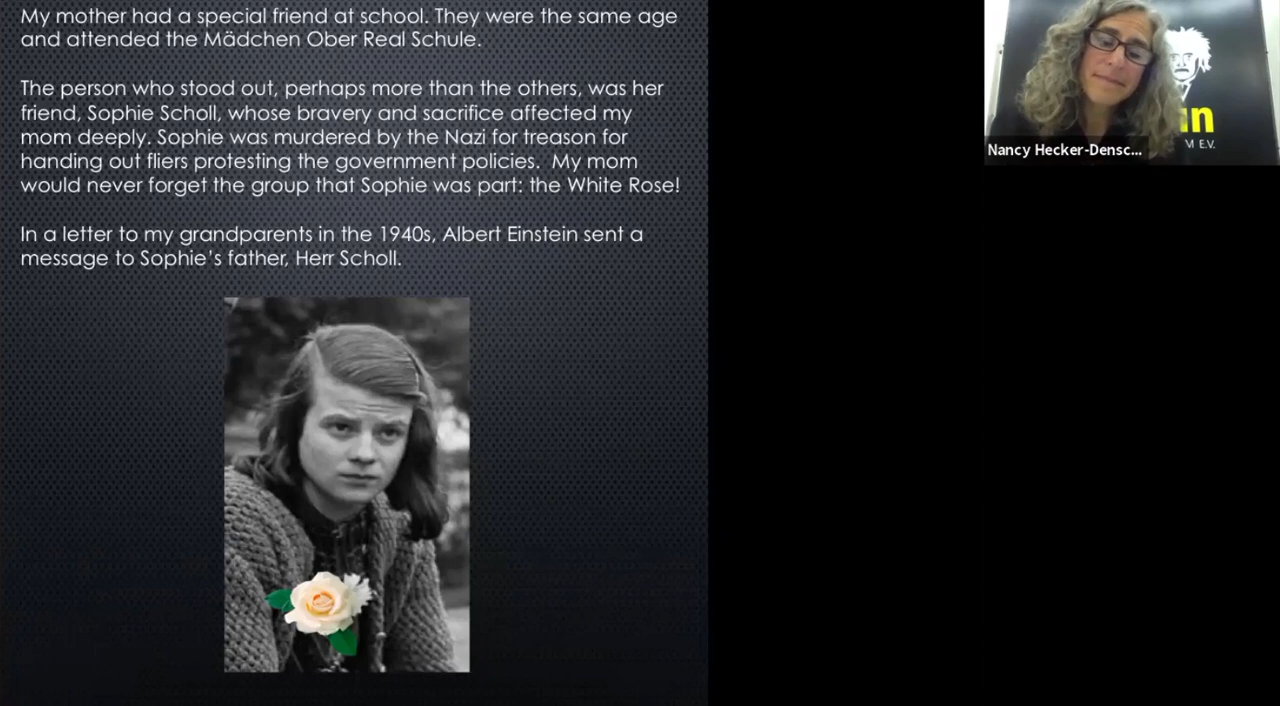 My mother had a special friend at school. They were the same age
and attended the Mädchen Ober Real Schule.
The person who stood out, perhaps more than the others, was her
friend, Sophie Scholl, whose bravery and sacrifice affected my
mom deeply. Sophie was murdered by the Nazi for treason for
handing out fliers protesting the government policies.  My mom
would never forget the group that Sophie was part: the White Rose!
In a letter to my grandparents in the 1940s, Albert Einstein sent a
message to Sophie’s father, Herr Scholl.
Nancy Hecker-Densc...